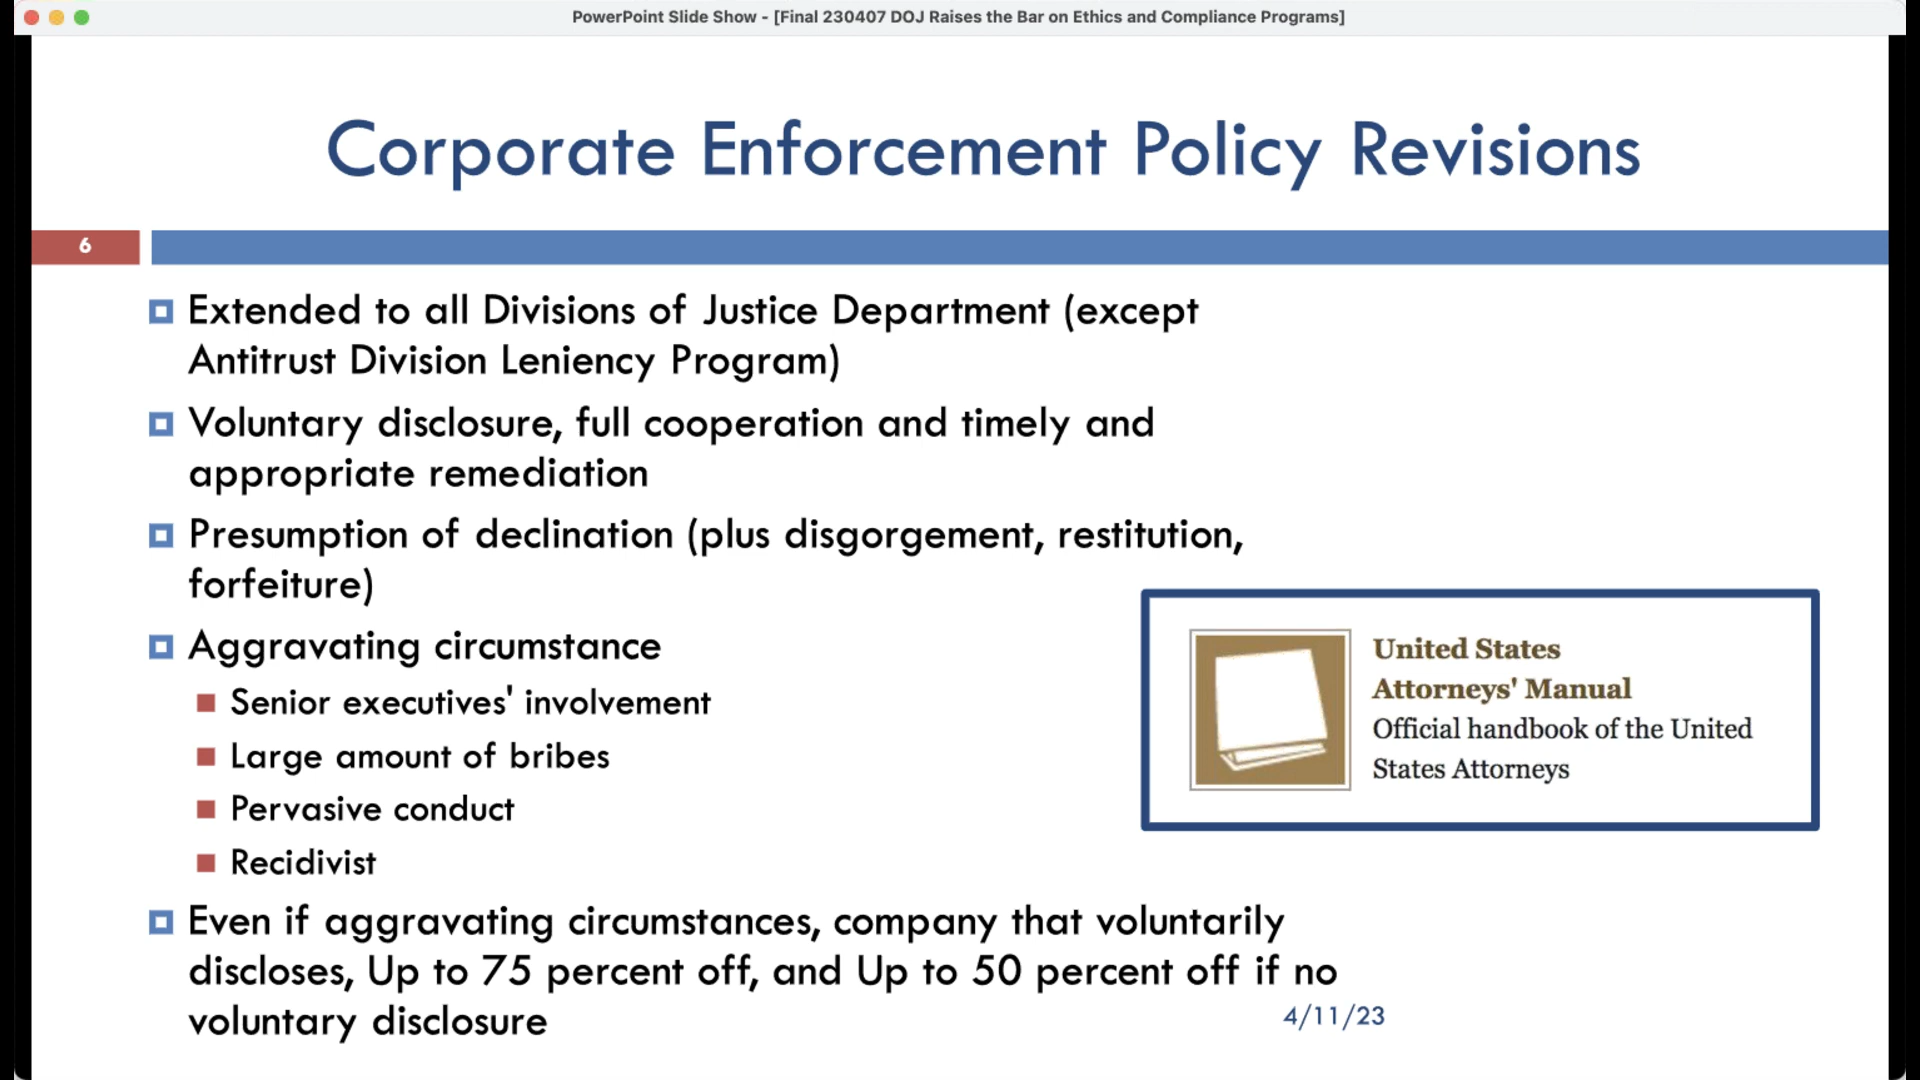 PowerPoint Slide Show - [Final 230407 DOJ Raises the Bar on Ethics and Compliance Programs]
Corporate Enforcement Policy Revisions
6
Extended to all Divisions of Justice Department (except
Antitrust Division Leniency Program)
Voluntary disclosure, full cooperation and timely and
appropriate remediation
Presumption of declination (plus disgorgement, restitution,
forfeiture)
Aggravating circumstance
Senior executives' involvement
Large amount of bribes
Pervasive conduct
Recidivist
United States
Attorneys' Manual
Official handbook of the United
States Attorneys
Even if aggravating circumstances, company that voluntarily
discloses, Up to 75 percent off, and Up to 50 percent off if no
voluntary disclosure
4/11/23